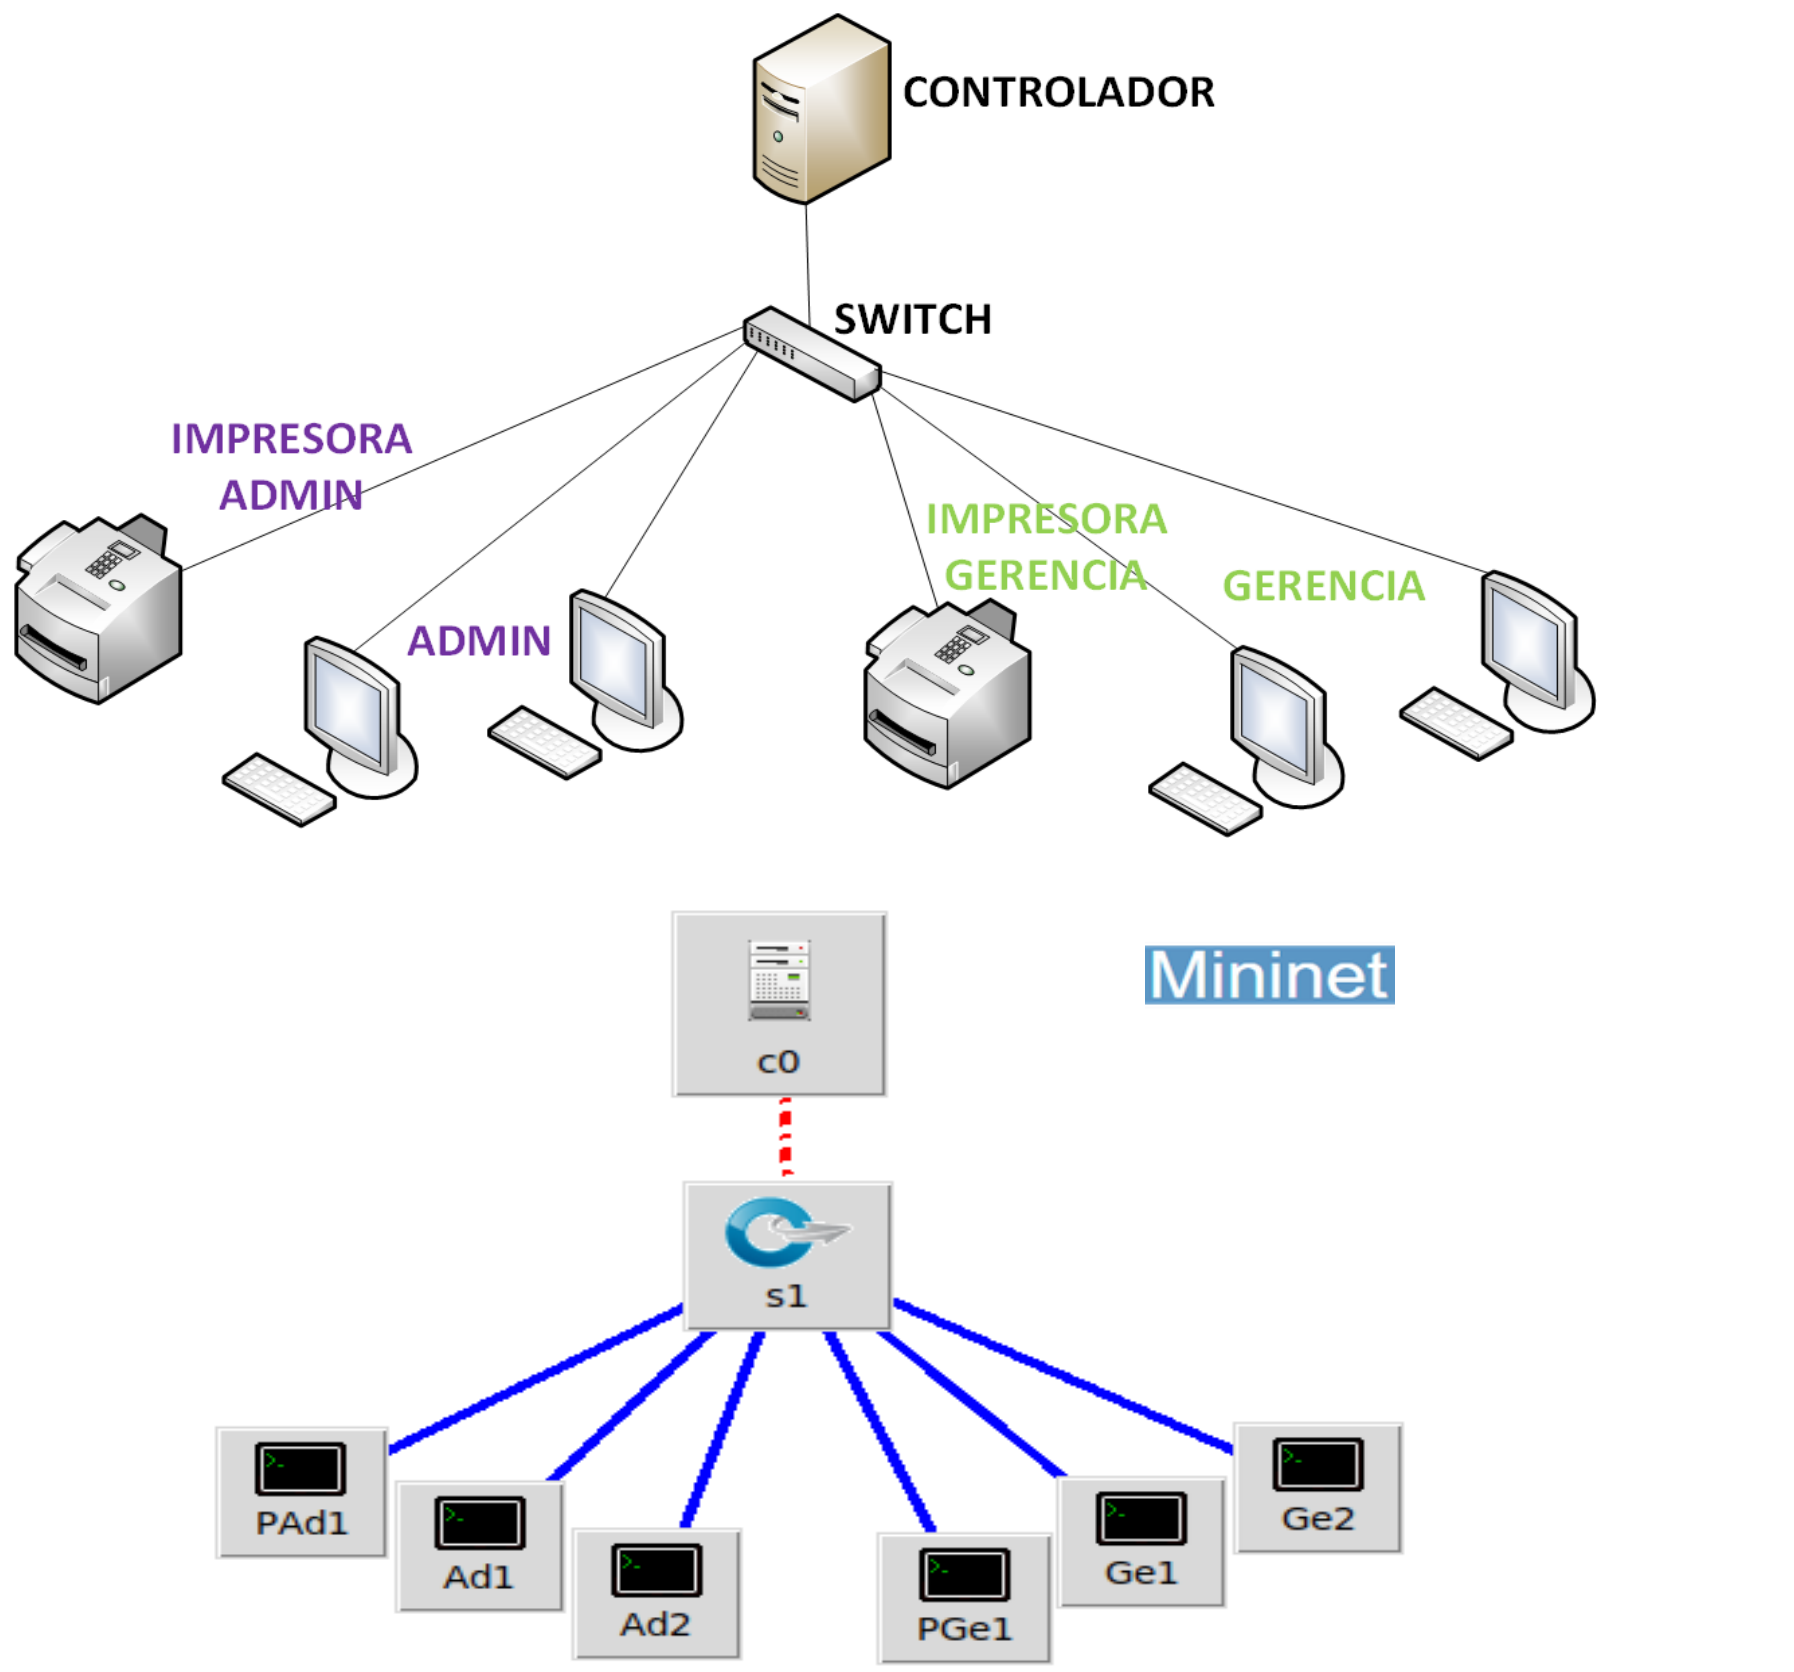 CONTROLADOR
SWITCH
IMPRESORA
ADMIN
IMPRESORA
GERENCIA
GERENCIA
ADMIN
Mininet
c0
s1
PAd1
Ad1
Ad2
PGe1
Ge1
Ge2